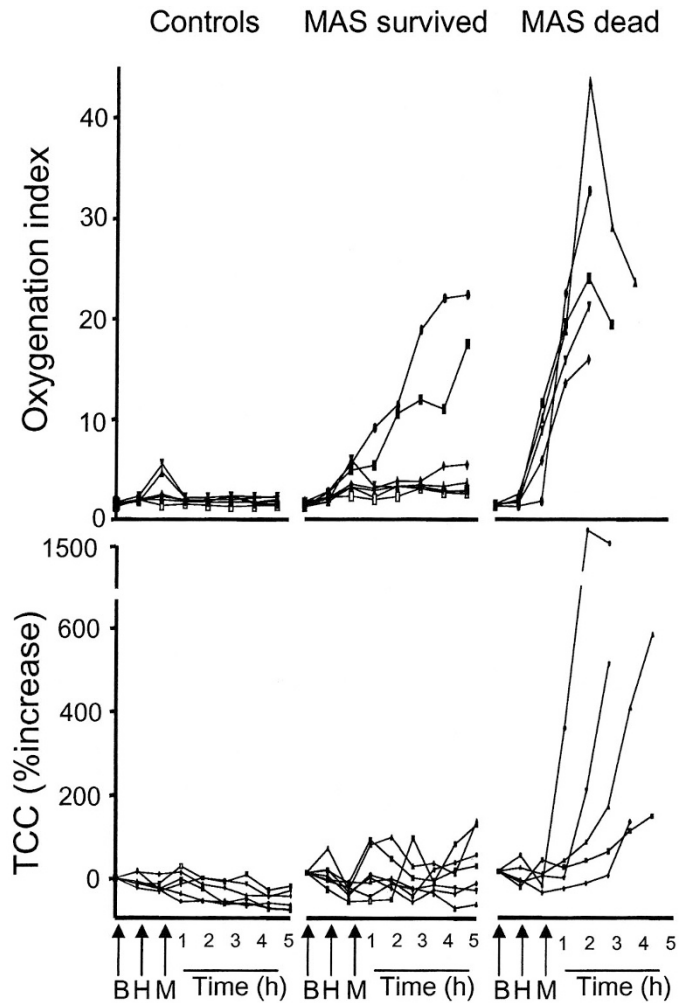 Controls MAS survived MAS dead
Oxygenation index
40
30
20
10
0
TCC (%increase)
1500
600
400
200
0
1 2 3 4 5 1 2 3 4 5 1 2 3 4 5
B H M Time (h) B H M Time (h) B H M Time (h)